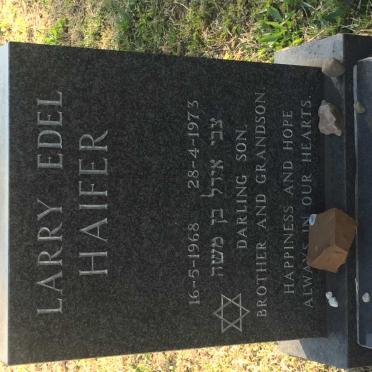 LARRY EDEL
HAIFER
16-5-1968 28-4-1973
צבי אידל בן משה
DARLING SON,
BROTHER AND GRANDSON.
HAPPINESS AND HOPE
ALWAYS IN OUR HEARTS.